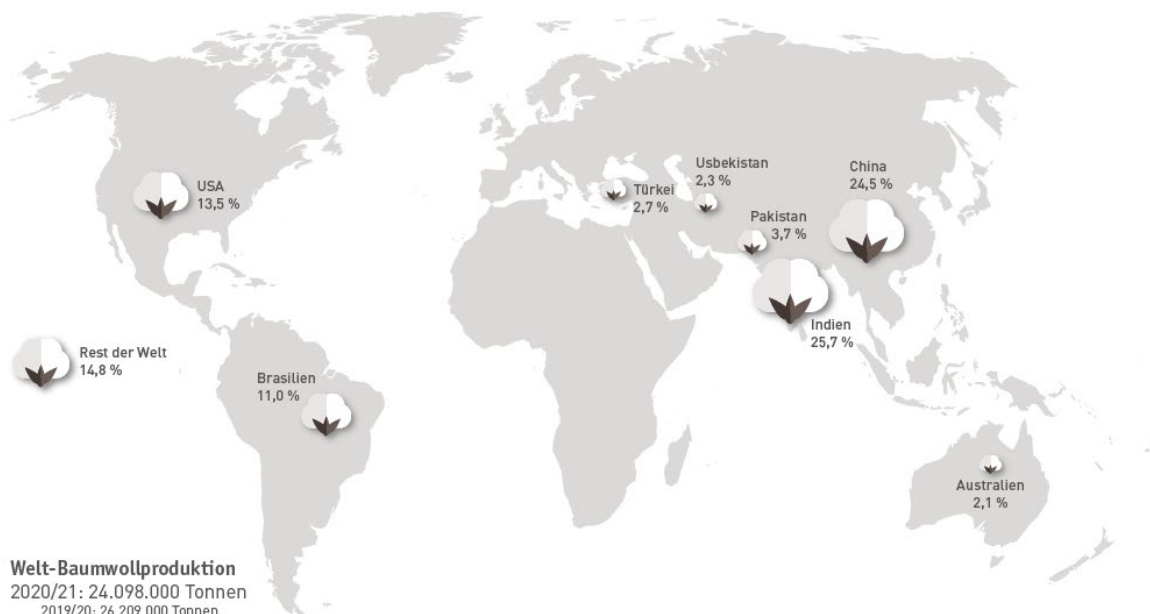 USA
13,5 %
Rest der Welt
14,8 %
Brasilien
11,0 %
Türkei
2,7 %
Usbekistan
2,3 %
Pakistan
3,7 %
China
24,5 %
Indien
25,7 %
Australien
2,1 %
Welt-Baumwollproduktion
2020/21: 24.098.000 Tonnen
2019/20: 26.209.000 Tonnen